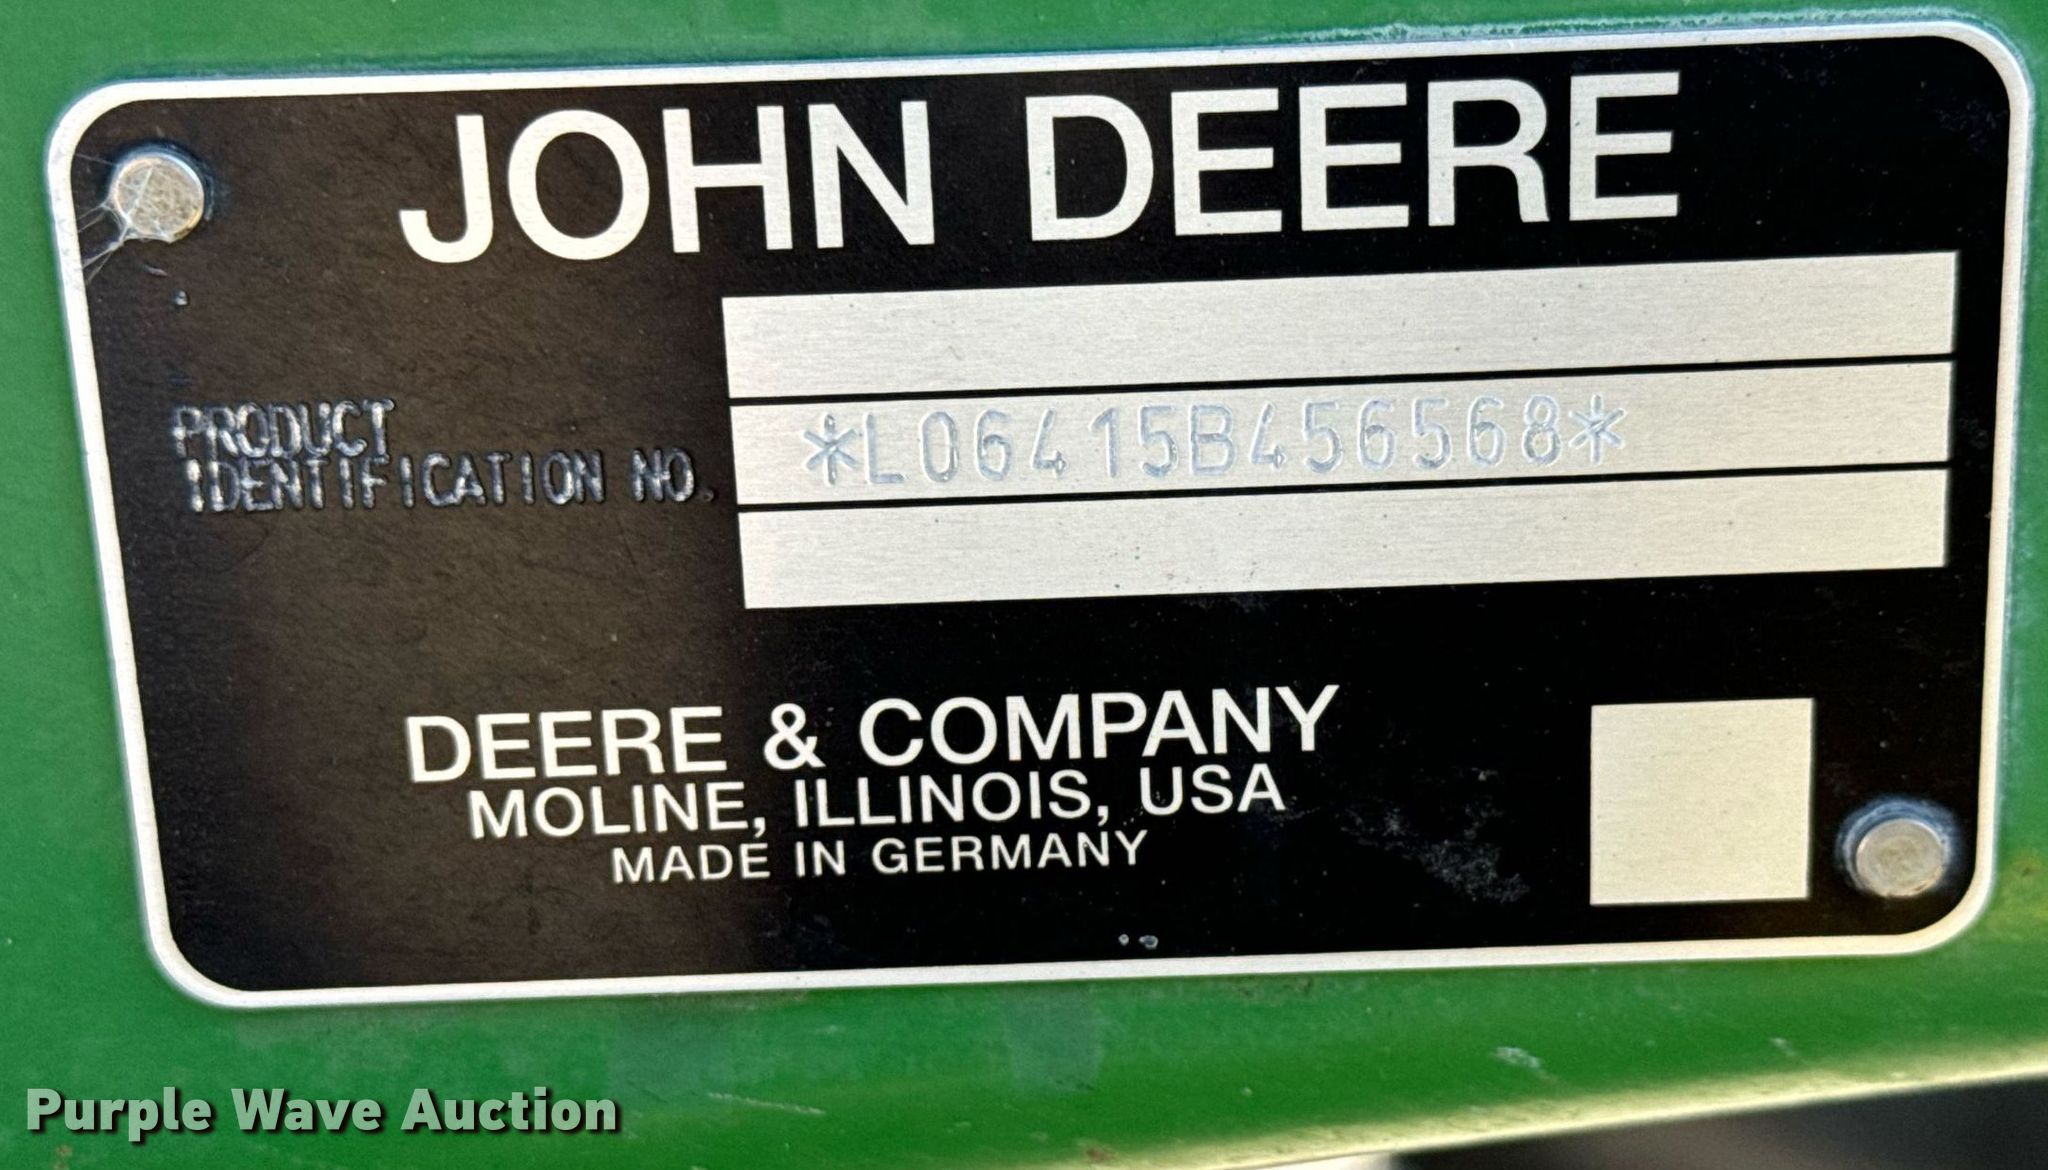 JOHN DEERE
PRODUCT
IDENTIFICATION NO.
*L06415B456568*
DEERE & COMPANY
MOLINE, ILLINOIS, USA
MADE IN GERMANY
Purple Wave Auction